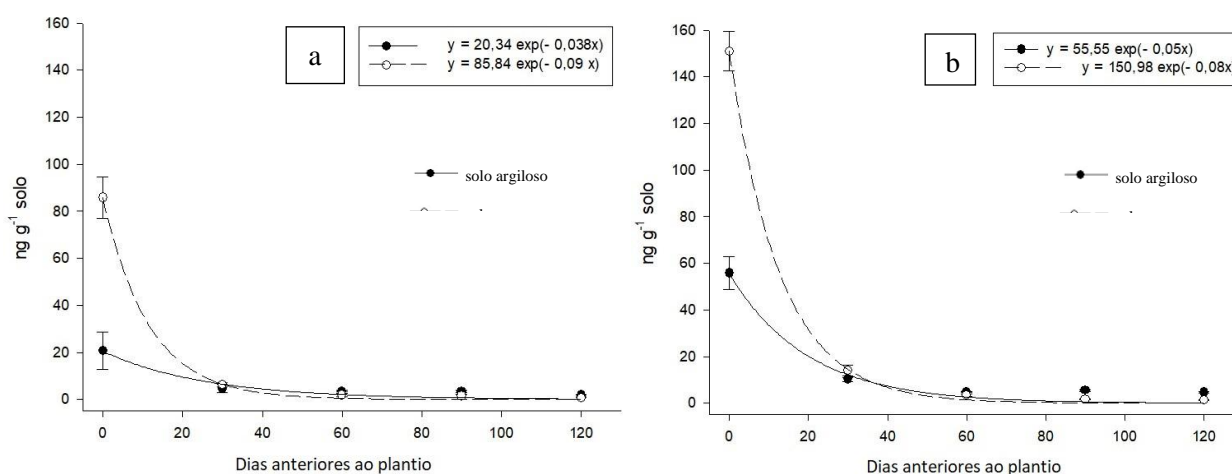 160
140
120
100
80
60
40
20
0
ng g⁻¹ solo
a
y = 20,34 exp(- 0,038x)
y = 85,84 exp(- 0,09 x)
solo argiloso
0 20 40 60 80 100 120
Dias anteriores ao plantio
160
140
120
100
80
60
40
20
0
ng g⁻¹ solo
b
y = 55,55 exp(- 0,05x)
y = 150,98 exp(- 0,08x
solo argiloso
0 20 40 60 80 100 120
Dias anteriores ao plantio